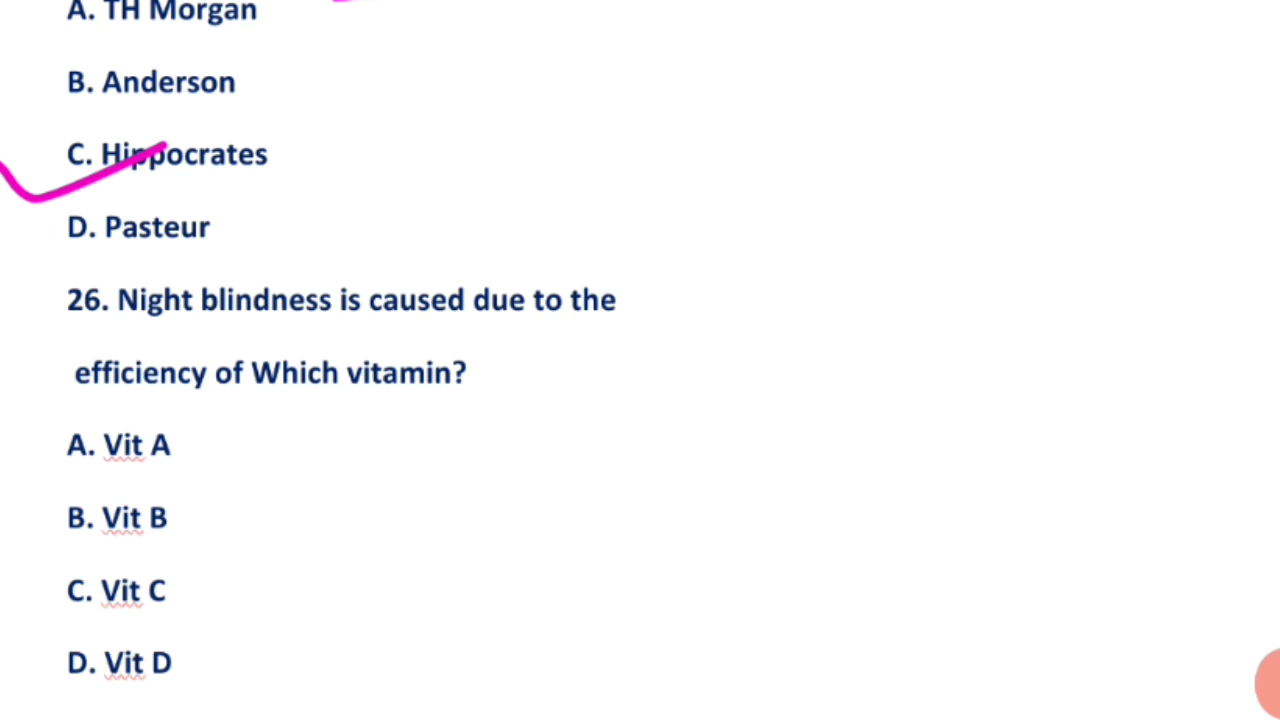 A. TH Morgan
B. Anderson
C. Hippocrates
D. Pasteur
26. Night blindness is caused due to the
efficiency of Which vitamin?
A. Vit A
B. Vit B
C. Vit C
D. Vit D